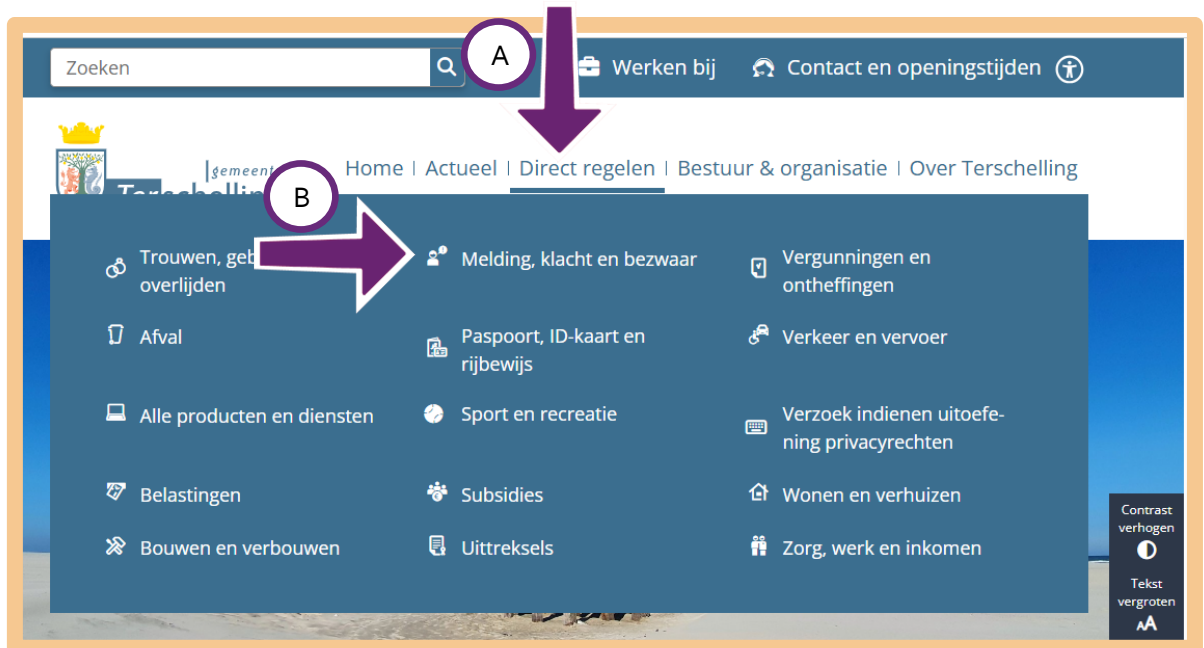 A
Zoeken
Werken bij
Contact en openingstijden
Home | Actueel | Direct regelen | Bestuur & organisatie | Over Terschelling
B
Trouwen,
overlijden
Melding, klacht en bezwaar
Vergunningen en
ontheffingen
Afval
Paspoort, ID-kaart en
rijbewijs
Verkeer en vervoer
Alle producten en diensten
Sport en recreatie
Verzoek indienen uitoefe-
ning privacyrechten
Belastingen
Subsidies
Wonen en verhuizen
Bouwen en verbouwen
Uittreksels
Zorg, werk en inkomen
Contrast
verhogen
Tekst
vergroten
AA